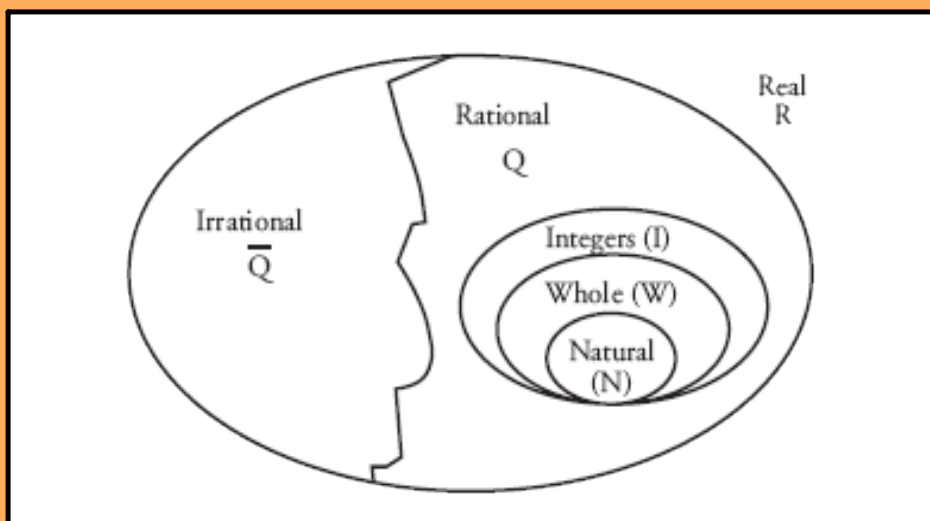 Real
R
Rational
Q
Irrational
Q̅
Integers (I)
Whole (W)
Natural
(N)